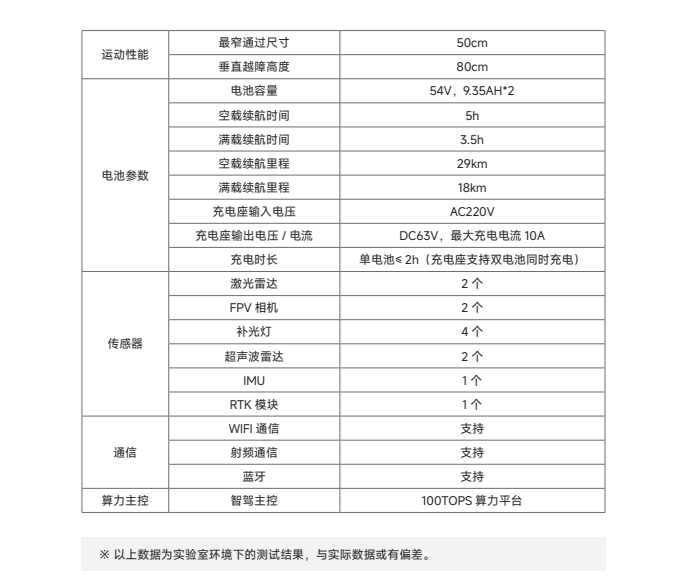 运动性能
最窄通过尺寸 50cm
垂直越障高度 80cm
电池参数
电池容量 54V，9.35AH*2
空载续航时间 5h
满载续航时间 3.5h
空载续航里程 29km
满载续航里程 18km
充电座输入电压 AC220V
充电座输出电压 / 电流 DC63V，最大充电电流 10A
充电时长 单电池≤2h（充电座支持双电池同时充电）
传感器
激光雷达 2 个
FPV 相机 2 个
补光灯 4 个
超声波雷达 2 个
IMU 1 个
RTK 模块 1 个
通信
WIFI 通信 支持
射频通信 支持
蓝牙 支持
算力主控 智驾主控 100TOPS 算力平台
※ 以上数据为实验室环境下的测试结果，与实际数据或有偏差。